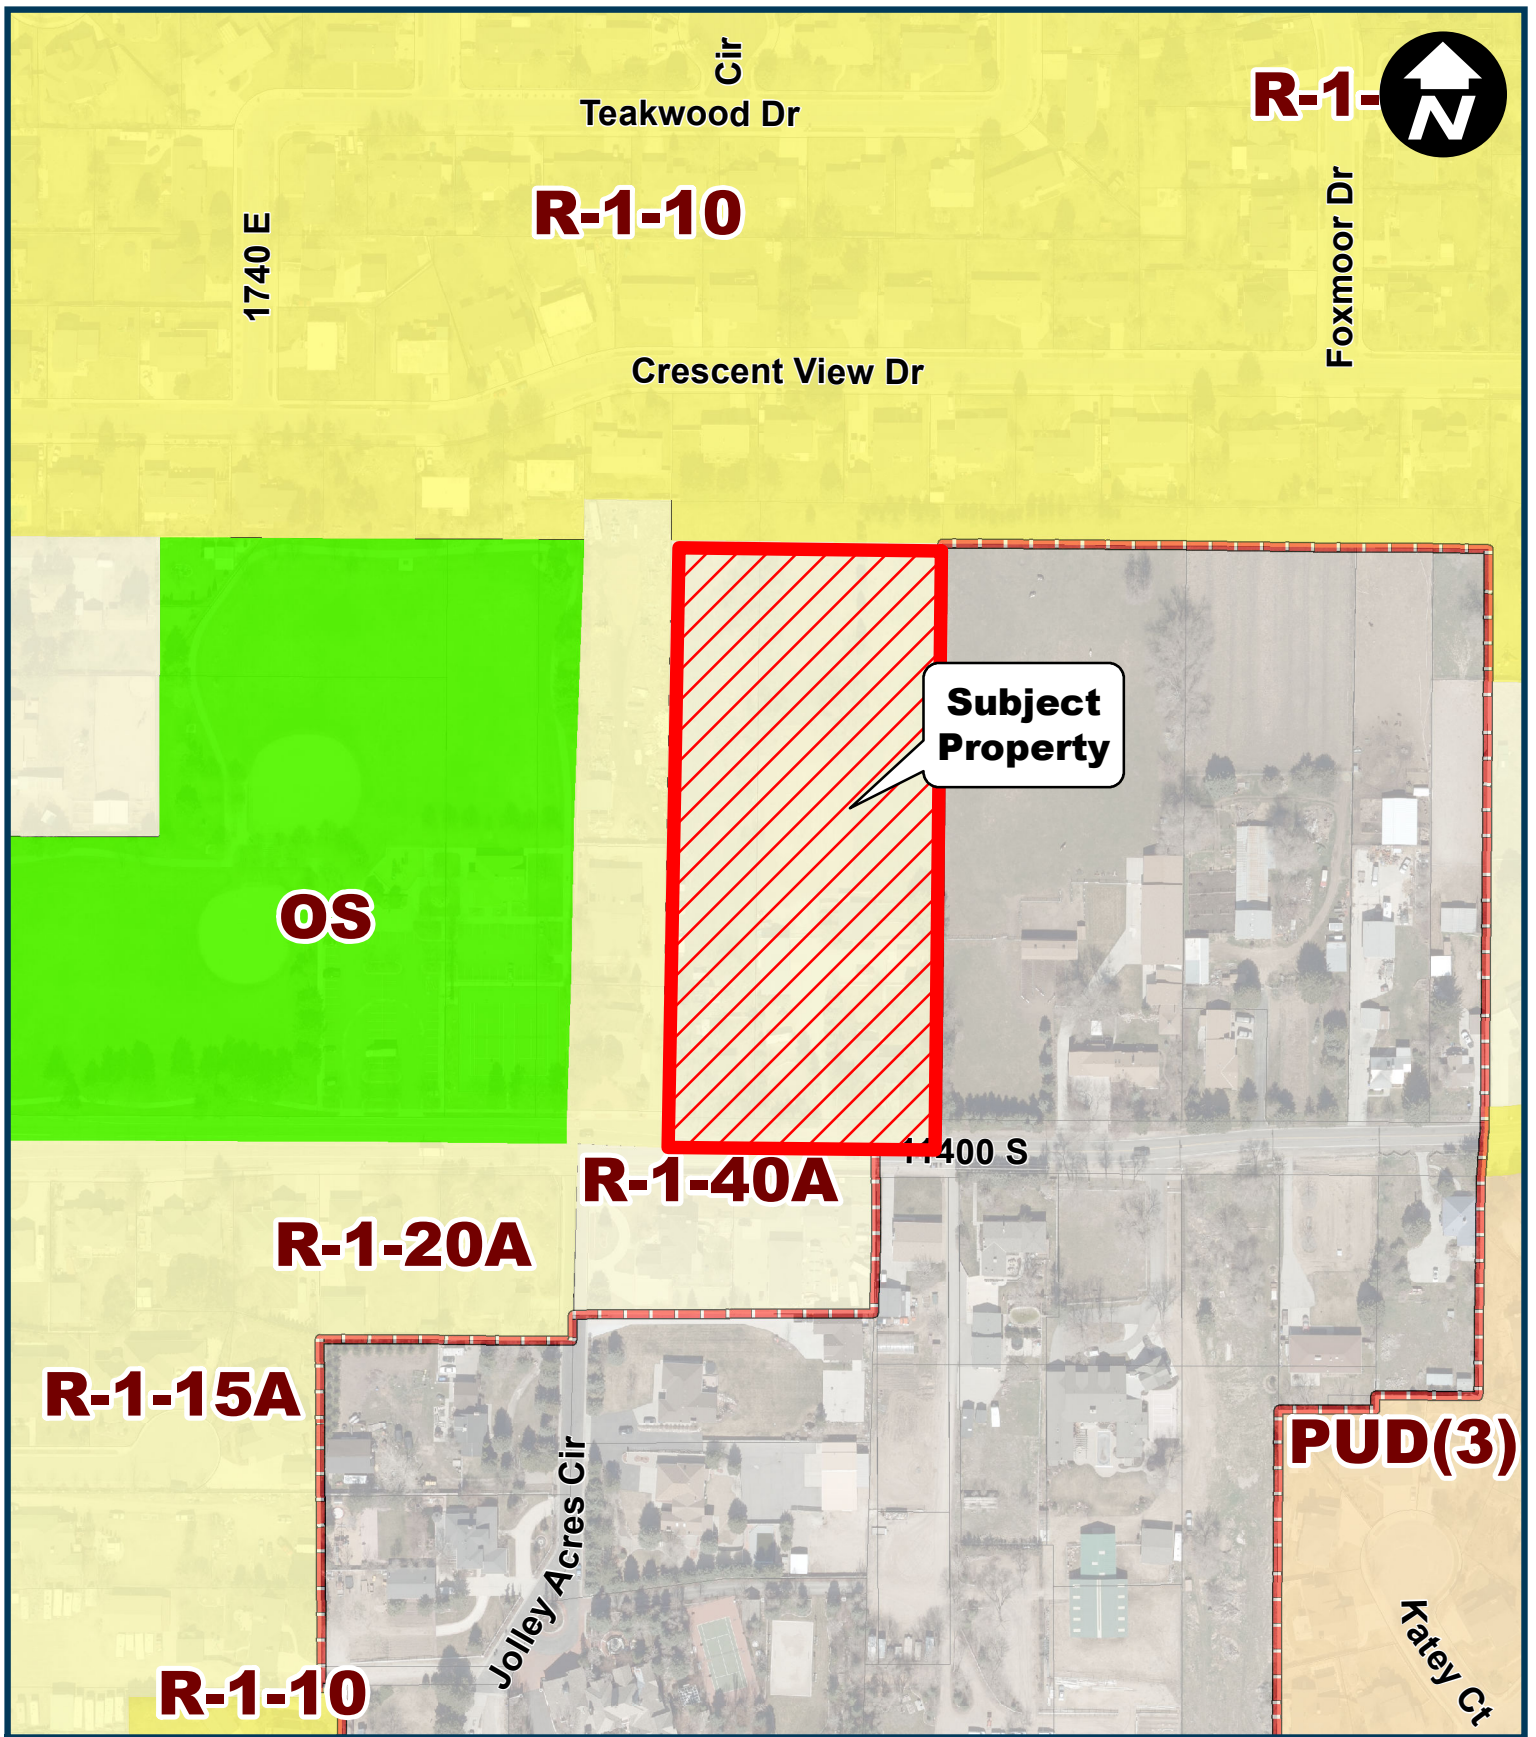 Cir
Teakwood Dr
R-1-
N
R-1-10
1740 E
Foxmoor Dr
Crescent View Dr
Subject
Property
OS
11400 S
R-1-40A
R-1-20A
R-1-15A
PUD(3)
Jolley Acres Cir
Katey Ct
R-1-10